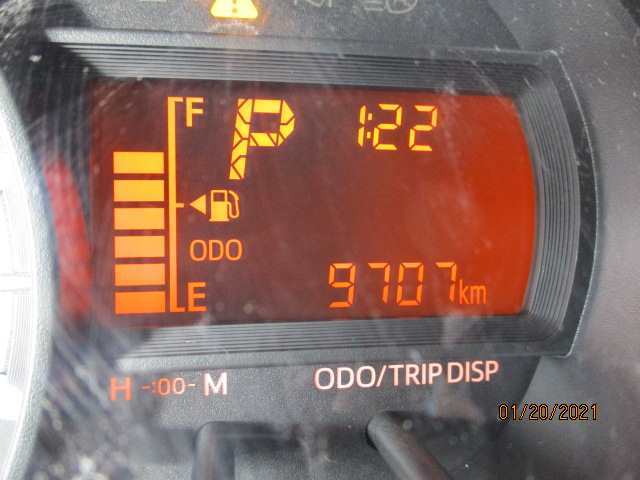 F P 1:22
ODO
E 9707km
H -:00- M ODO/TRIP DISP
01/20/2021